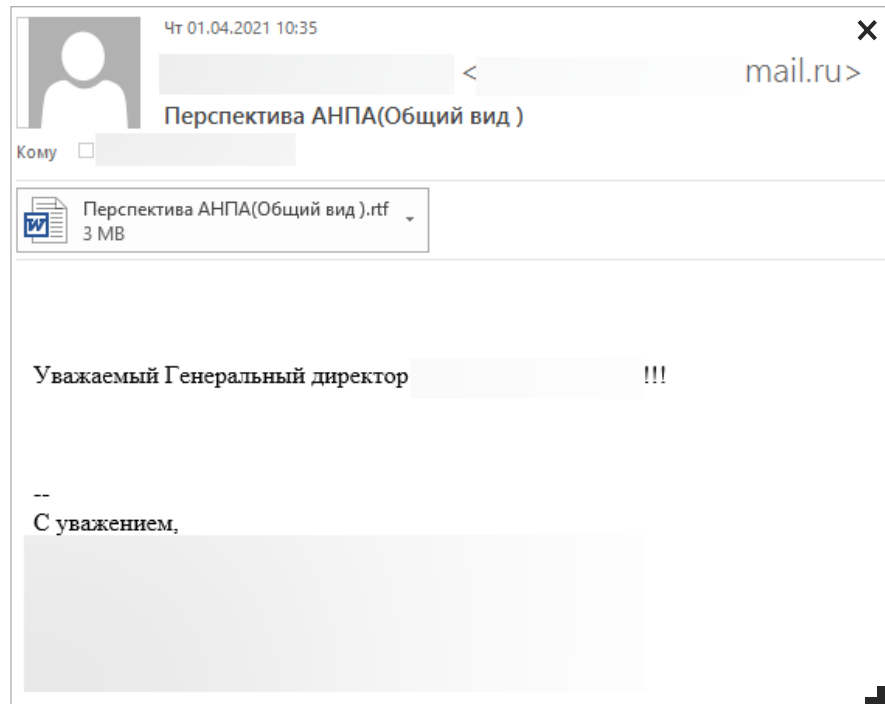 Чт 01.04.2021 10:35
< mail.ru>
Перспектива АНПА(Общий вид )
Кому
Перспектива АНПА(Общий вид ).rtf
3 MB
Уважаемый Генеральный директор !!!
--
С уважением,